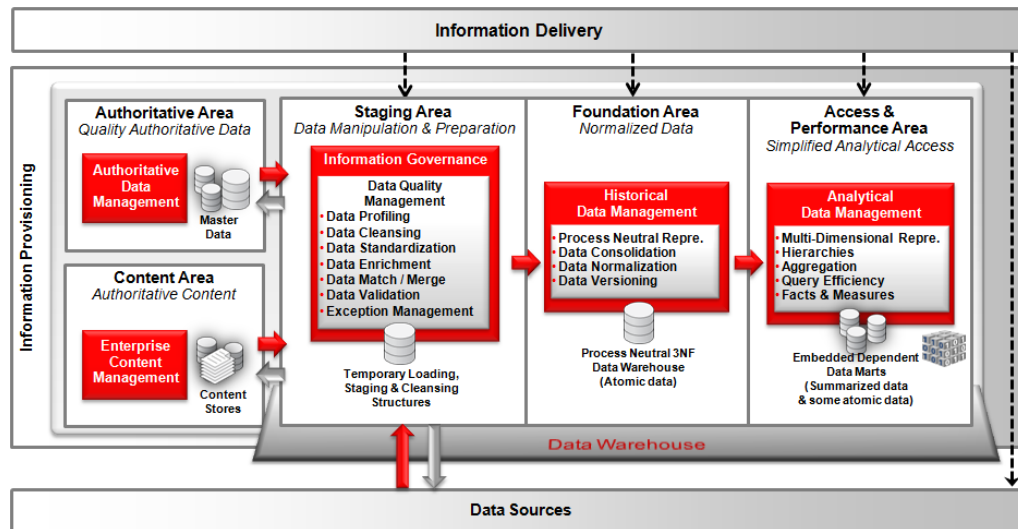 Information Delivery
Information Provisioning
Authoritative Area
Quality Authoritative Data
Authoritative
Data
Management
Master
Data
Content Area
Authoritative Content
Enterprise
Content
Management
Content
Stores
Staging Area
Data Manipulation & Preparation
Information Governance
Data Quality
Management
• Data Profiling
• Data Cleansing
• Data Standardization
• Data Enrichment
• Data Match / Merge
• Data Validation
• Exception Management
Temporary Loading,
Staging & Cleansing
Structures
Foundation Area
Normalized Data
Historical
Data Management
• Process Neutral Repre.
• Data Consolidation
• Data Normalization
• Data Versioning
Process Neutral 3NF
Data Warehouse
(Atomic data)
Access &
Performance Area
Simplified Analytical Access
Analytical
Data Management
• Multi-Dimensional Repre.
• Hierarchies
• Aggregation
• Query Efficiency
• Facts & Measures
Embedded Dependent
Data Marts
(Summarized data
& some atomic data)
Data Warehouse
Data Sources